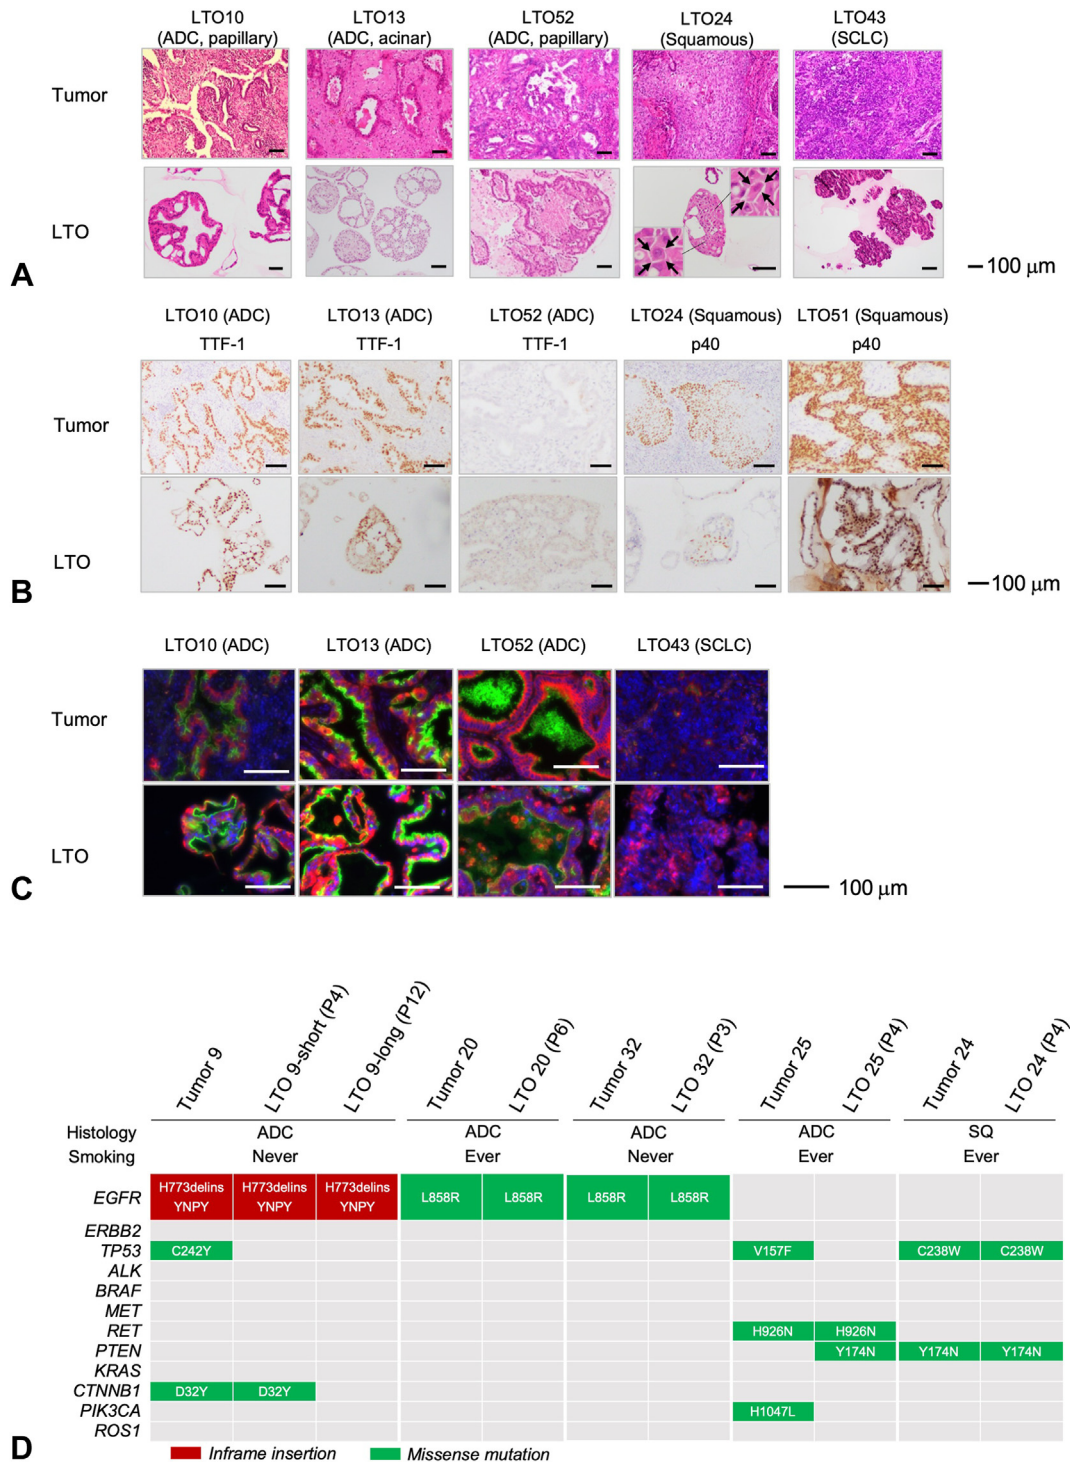 LTO10
(ADC, papillary)
LTO13
(ADC, acinar)
LTO52
(ADC, papillary)
LTO24
(Squamous)
LTO43
(SCLC)
Tumor
LTO
A
100 μm
LTO10 (ADC) LTO13 (ADC) LTO52 (ADC) LTO24 (Squamous) LTO51 (Squamous)
TTF-1 TTF-1 TTF-1 p40 p40
Tumor
LTO
B
100 μm
LTO10 (ADC) LTO13 (ADC) LTO52 (ADC) LTO43 (SCLC)
Tumor
LTO
C
100 μm
Tumor 9
LTO 9-short (P4)
LTO 9-long (P12)
Tumor 20
LTO 20 (P6)
Tumor 32
LTO 32 (P3)
Tumor 25
LTO 25 (P4)
Tumor 24
LTO 24 (P4)
Histology ADC ADC ADC ADC SQ
Smoking Never Ever Never Ever Ever
EGFR H773delins YNPY H773delins YNPY H773delins YNPY L858R L858R L858R L858R
ERBB2
TP53 C242Y V157F C238W C238W
ALK
BRAF
MET
RET H926N H926N
PTEN Y174N Y174N Y174N
KRAS
CTNNB1 D32Y D32Y
PIK3CA H1047L
ROS1
D
Inframe insertion Missense mutation